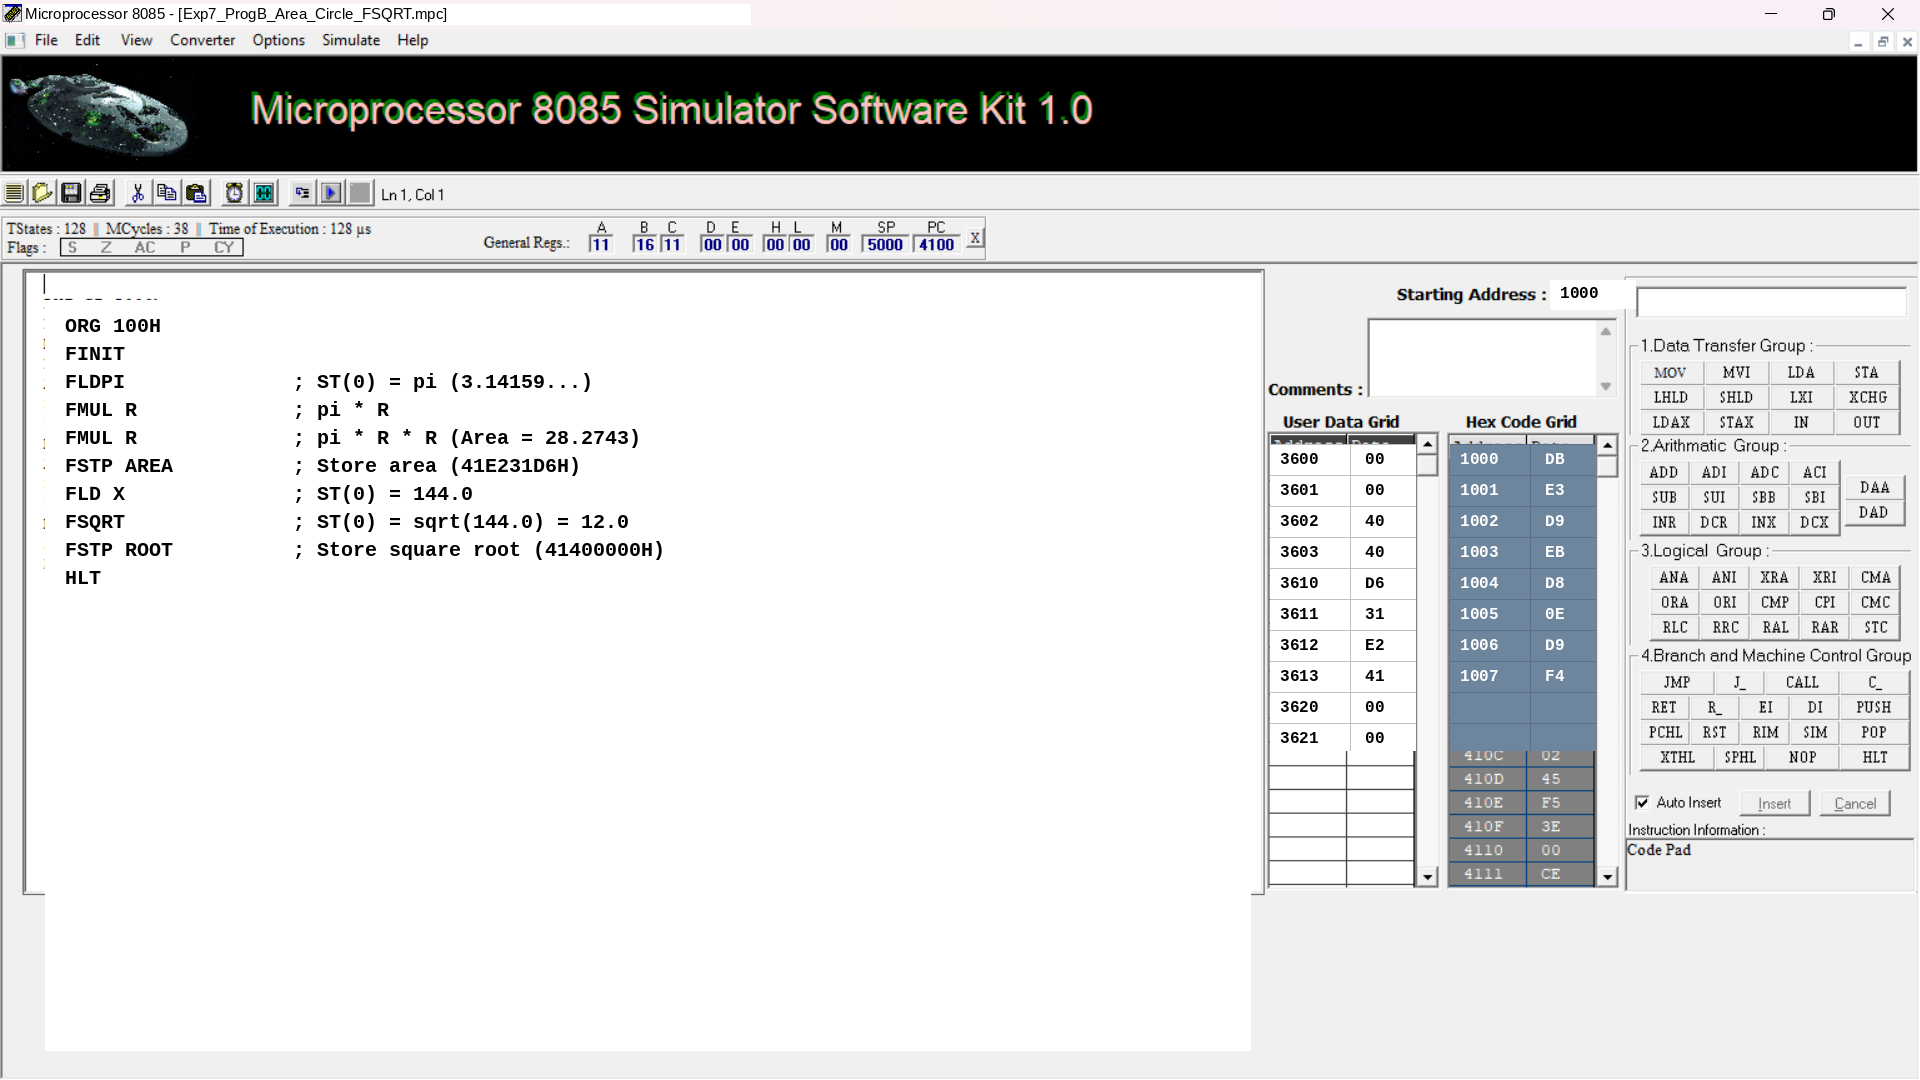 Microprocessor 8085 - [Exp7_ProgB_Area_Circle_FSQRT.mpc]
File Edit View Converter Options Simulate Help
Microprocessor 8085 Simulator Software Kit 1.0
Ln 1, Col 1
TStates : 128 MCycles : 38 Time of Execution : 128 µs
Flags : S Z AC P CY
General Regs.:
A B C D E H L M SP PC
11 16 11 00 00 00 00 00 5000 4100 X
ORG 100H
FINIT
FLDPI ; ST(0) = pi (3.14159...)
FMUL R ; pi * R
FMUL R ; pi * R * R (Area = 28.2743)
FSTP AREA ; Store area (41E231D6H)
FLD X ; ST(0) = 144.0
FSQRT ; ST(0) = sqrt(144.0) = 12.0
FSTP ROOT ; Store square root (41400000H)
HLT
Starting Address : 1000
Comments :
User Data Grid
3600 00
3601 00
3602 40
3603 40
3610 D6
3611 31
3612 E2
3613 41
3620 00
3621 00
Hex Code Grid
1000 DB
1001 E3
1002 D9
1003 EB
1004 D8
1005 0E
1006 D9
1007 F4
410C 02
410D 45
410E F5
410F 3E
4110 00
4111 CE
1.Data Transfer Group :
MOV MVI LDA STA
LHLD SHLD LXI XCHG
LDAX STAX IN OUT
2.Arithmatic Group :
ADD ADI ADC ACI
SUB SUI SBB SBI
INR DCR INX DCX
DAA
DAD
3.Logical Group :
ANA ANI XRA XRI CMA
ORA ORI CMP CPI CMC
RLC RRC RAL RAR STC
4.Branch and Machine Control Group
JMP J_ CALL C_
RET R_ EI DI PUSH
PCHL RST RIM SIM POP
XTHL SPHL NOP HLT
Auto Insert Insert Cancel
Instruction Information :
Code Pad